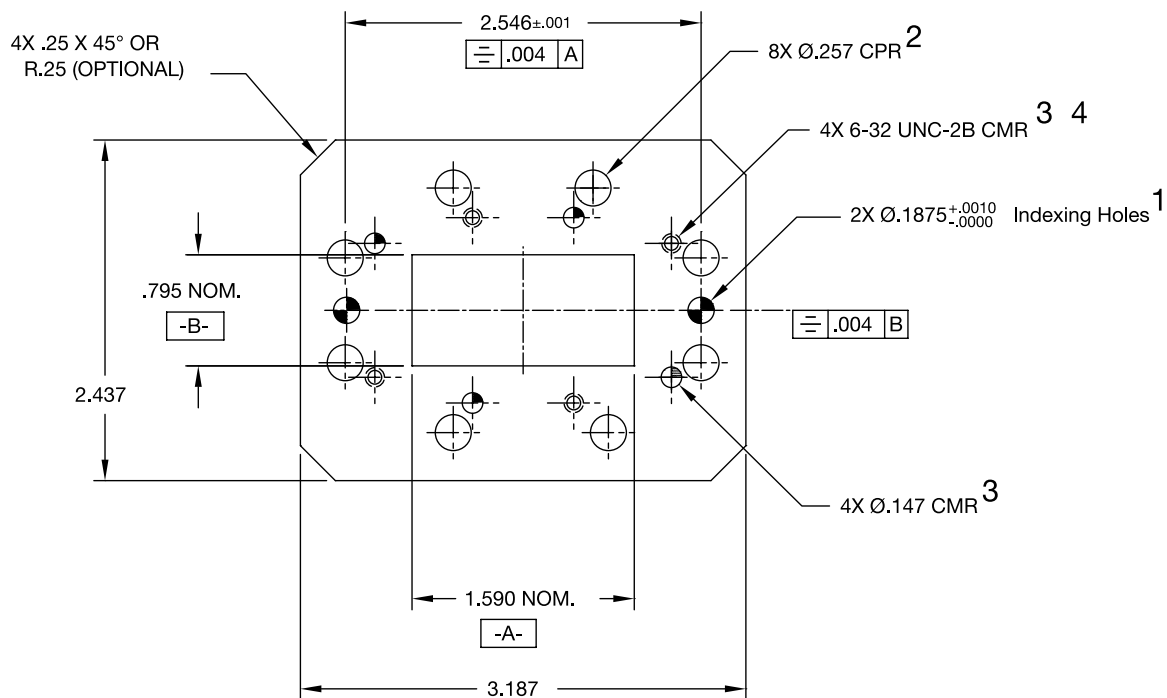 2.546±.001
⌯ .004 A
4X .25 X 45° OR
R.25 (OPTIONAL)
8X Ø.257 CPR 2
4X 6-32 UNC-2B CMR 3 4
2X Ø.1875 +.0010 -.0000 Indexing Holes 1
.795 NOM.
-B-
⌯ .004 B
2.437
4X Ø.147 CMR 3
1.590 NOM.
-A-
3.187